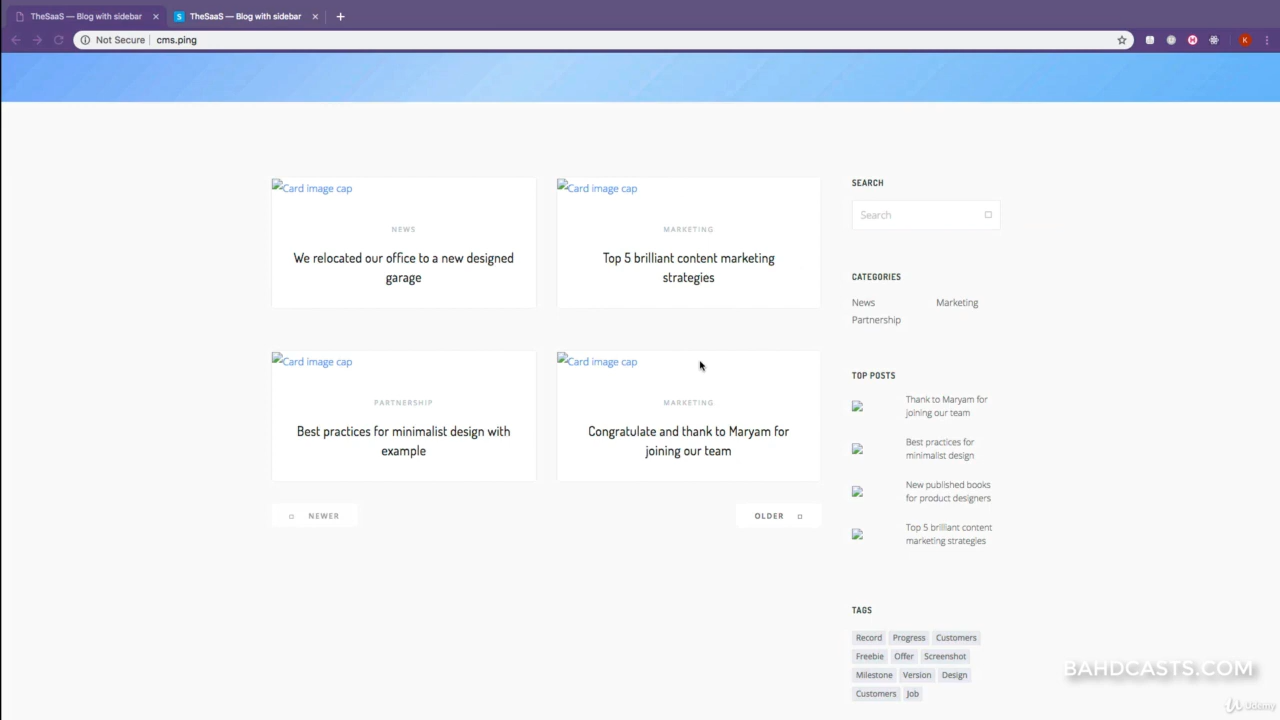 TheSaaS — Blog with sidebar
TheSaaS — Blog with sidebar
Not Secure
cms.ping
Card image cap
NEWS
We relocated our office to a new designed
garage
Card image cap
MARKETING
Top 5 brilliant content marketing
strategies
Card image cap
PARTNERSHIP
Best practices for minimalist design with
example
Card image cap
MARKETING
Congratulate and thank to Maryam for
joining our team
NEWER
OLDER
SEARCH
Search
CATEGORIES
News Marketing
Partnership
TOP POSTS
Thank to Maryam for
joining our team
Best practices for
minimalist design
New published books
for product designers
Top 5 brilliant content
marketing strategies
TAGS
Record Progress Customers
Freebie Offer Screenshot
Milestone Version Design
Customers Job
BAHDCASTS.COM
Udemy